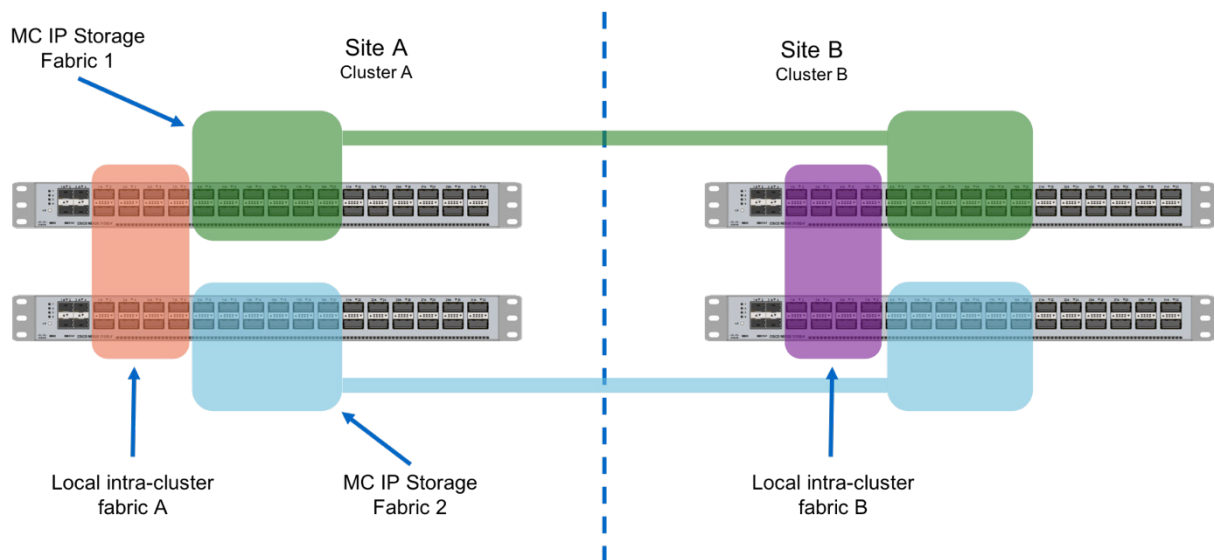 MC IP Storage
Fabric 1
Site A
Cluster A
Site B
Cluster B
Local intra-cluster
fabric A
MC IP Storage
Fabric 2
Local intra-cluster
fabric B